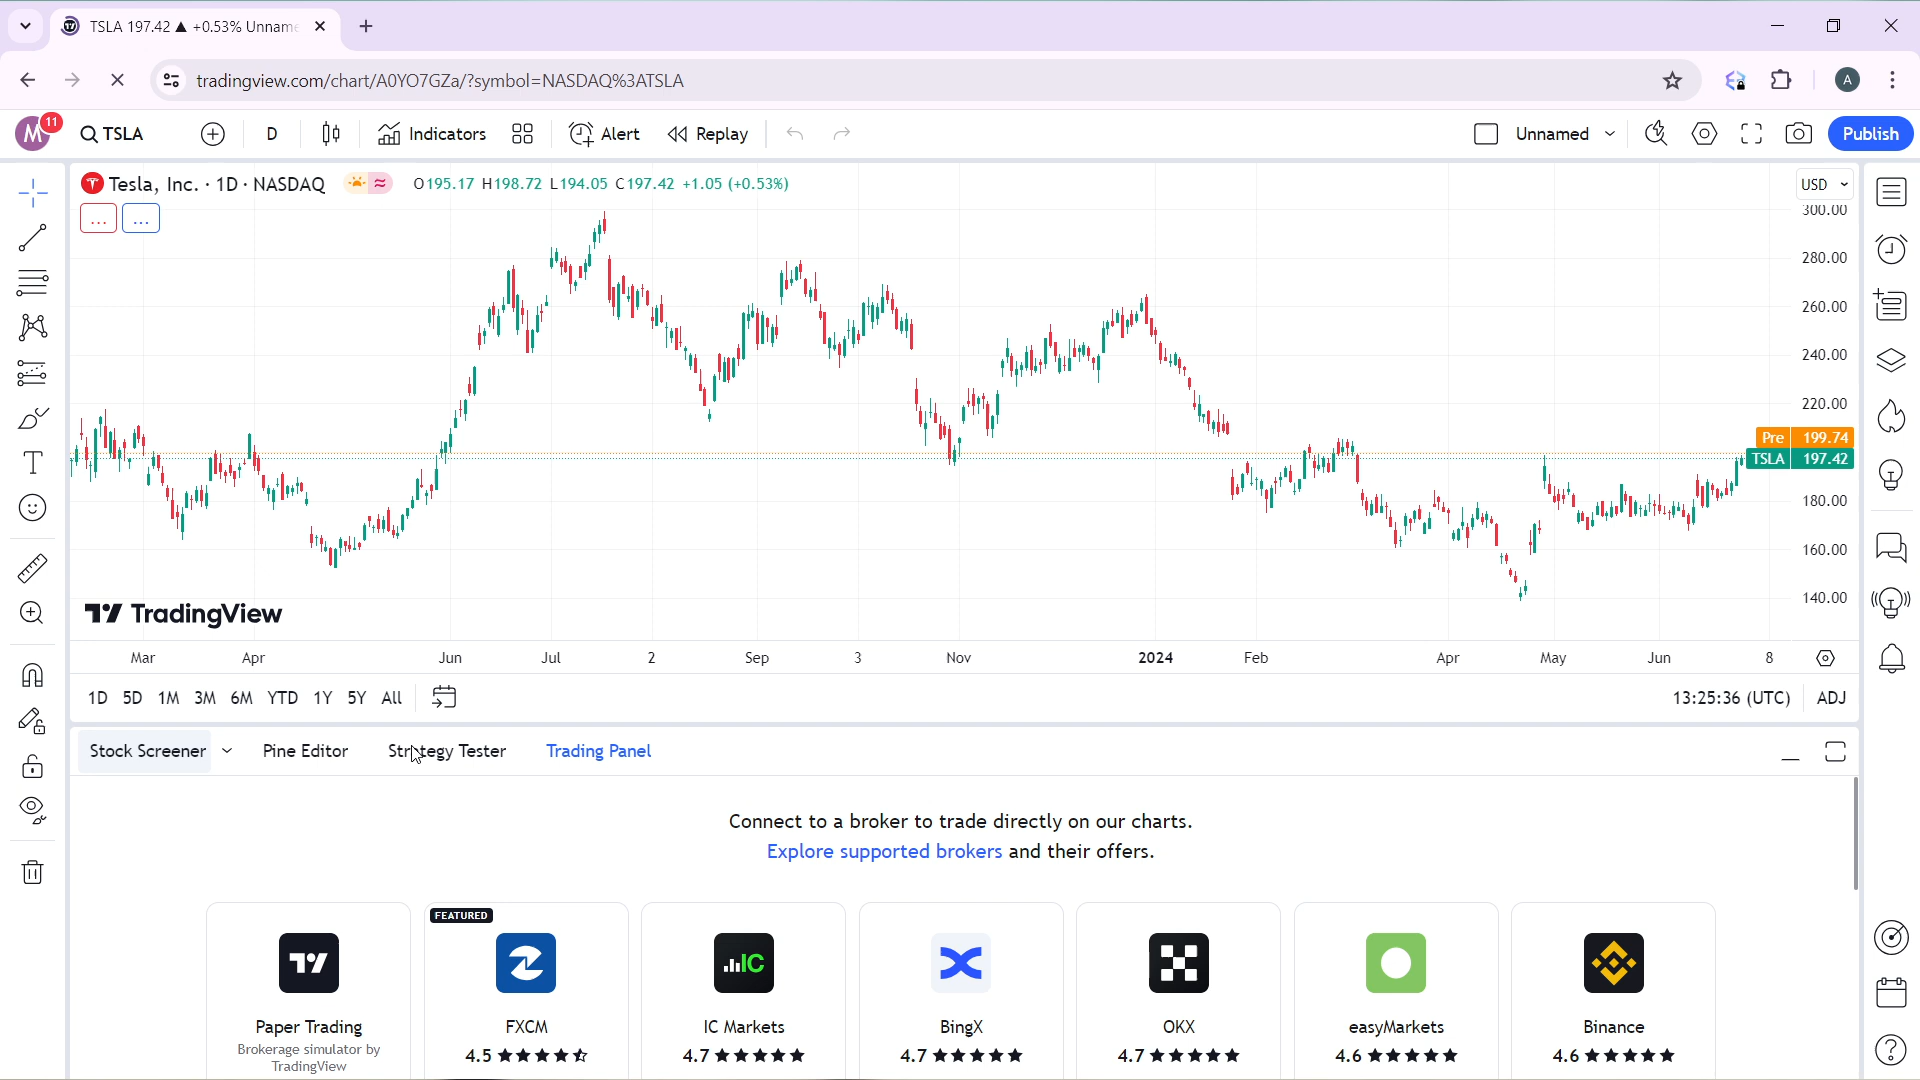 TSLA 197.42 ▲ +0.53% Unname
tradingview.com/chart/A0YO7GZa/?symbol=NASDAQ%3ATSLA
A
M
11
TSLA
D
Indicators
Alert
Replay
Unnamed
Publish
Tesla, Inc. · 1D · NASDAQ
O195.17 H198.72 L194.05 C197.42 +1.05 (+0.53%)
USD
...
...
300.00
280.00
260.00
240.00
220.00
Pre 199.74
TSLA 197.42
180.00
160.00
140.00
TradingView
Mar Apr Jun Jul 2 Sep 3 Nov 2024 Feb Apr May Jun 8
1D 5D 1M 3M 6M YTD 1Y 5Y All
13:25:36 (UTC) ADJ
Stock Screener
Pine Editor
Strategy Tester
Trading Panel
Connect to a broker to trade directly on our charts.
Explore supported brokers and their offers.
FEATURED
IC
Paper Trading
Brokerage simulator by
TradingView
FXCM
4.5
IC Markets
4.7
BingX
4.7
OKX
4.7
easyMarkets
4.6
Binance
4.6